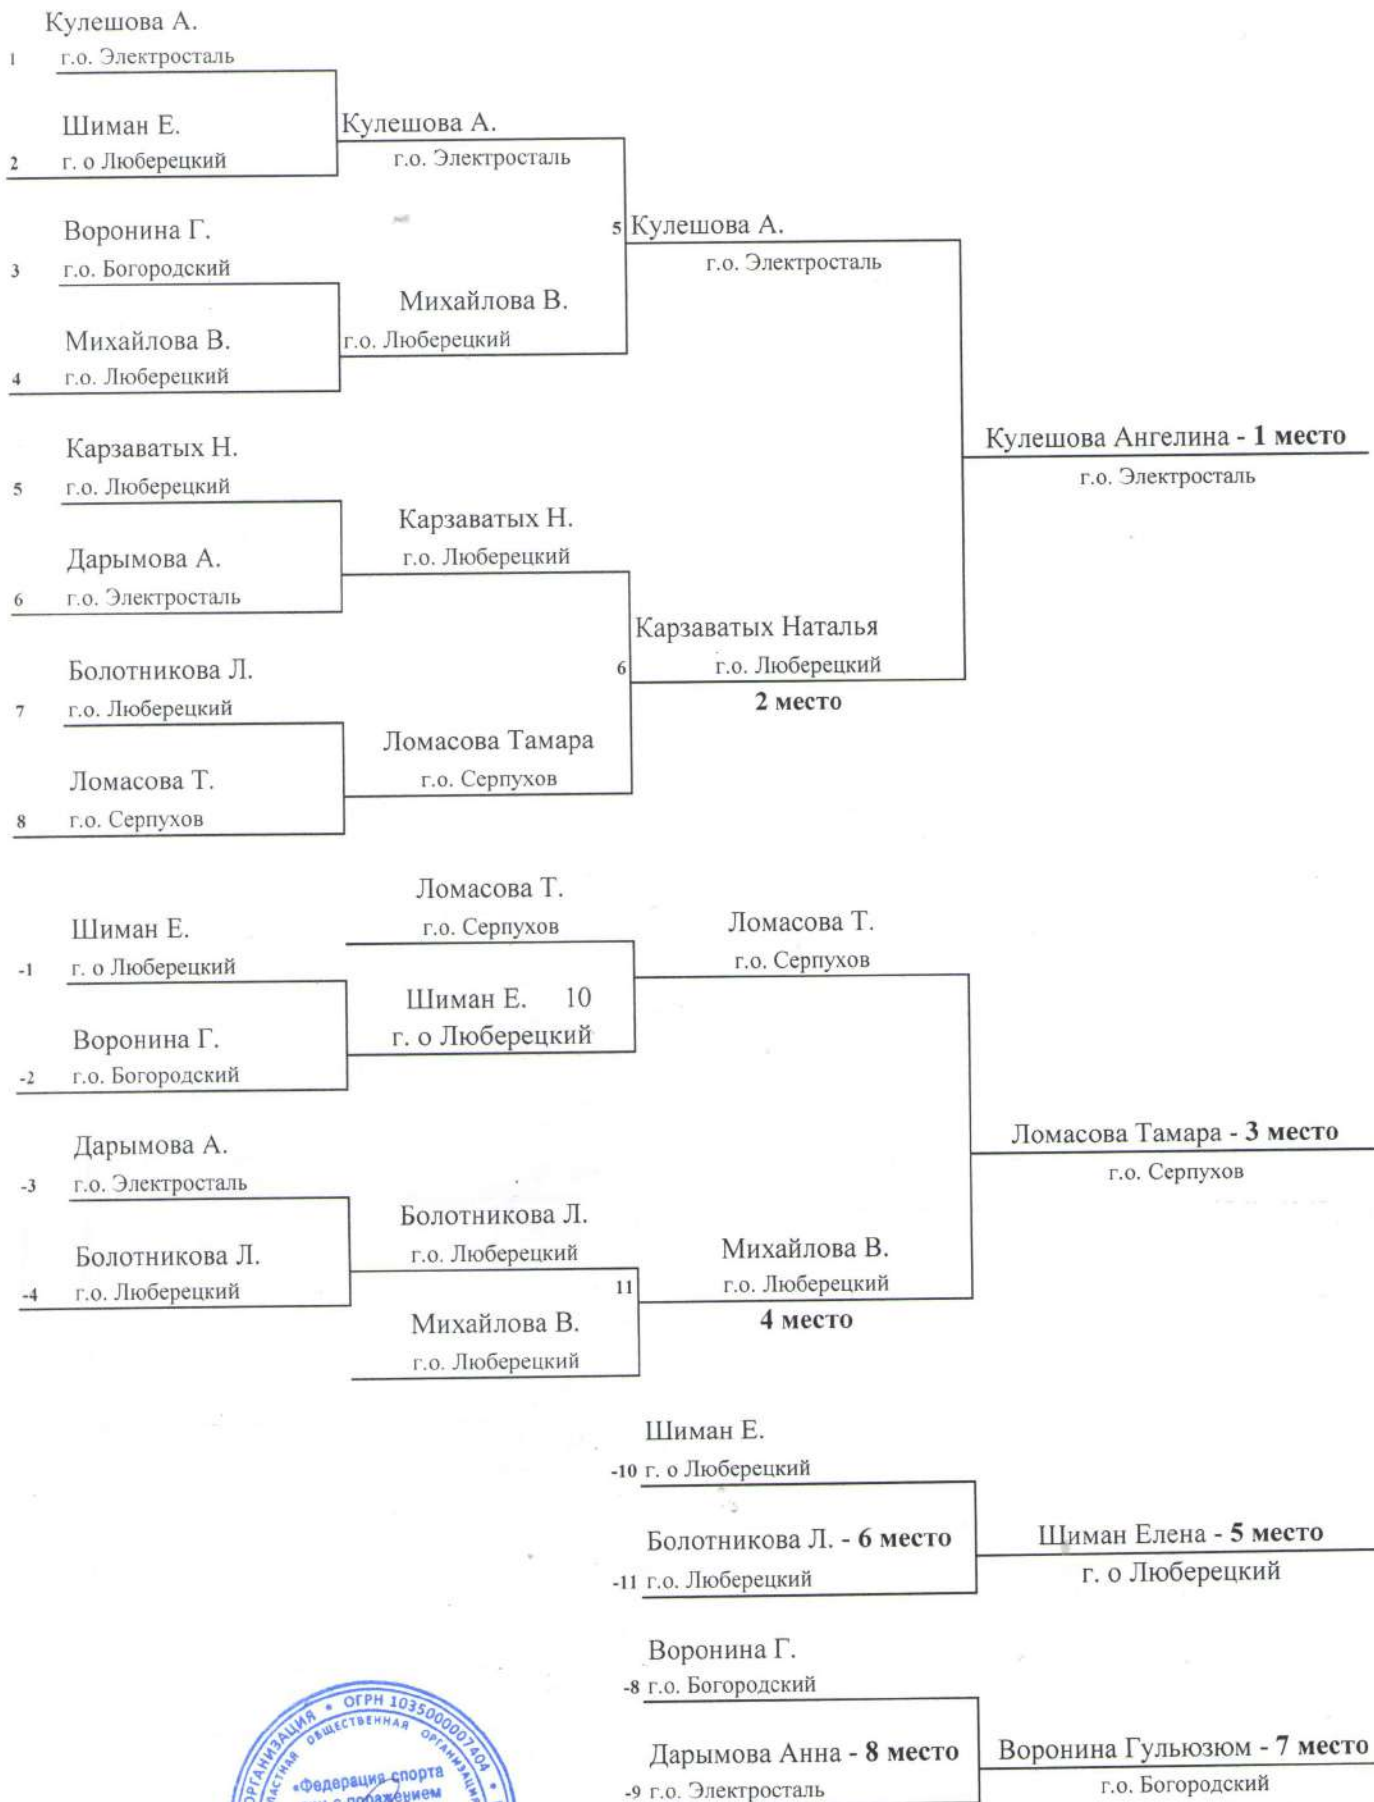 Кулешова А.
1 г.о. Электросталь
Шиман Е.
2 г. о Люберецкий
Кулешова А.
г.о. Электросталь
Воронина Г.
3 г.о. Богородский
5 Кулешова А.
г.о. Электросталь
Михайлова В.
4 г.о. Люберецкий
Михайлова В.
г.о. Люберецкий
Карзаватых Н.
5 г.о. Люберецкий
Кулешова Ангелина - 1 место
г.о. Электросталь
Дарымова А.
6 г.о. Электросталь
Карзаватых Н.
г.о. Люберецкий
Карзаватых Наталья
6 г.о. Люберецкий
2 место
Болотникова Л.
7 г.о. Люберецкий
Ломасова Тамара
г.о. Серпухов
Ломасова Т.
8 г.о. Серпухов
Ломасова Т.
г.о. Серпухов
Шиман Е.
-1 г. о Люберецкий
Ломасова Т.
г.о. Серпухов
Шиман Е. 10
г. о Люберецкий
Воронина Г.
-2 г.о. Богородский
Дарымова А.
-3 г.о. Электросталь
Ломасова Тамара - 3 место
г.о. Серпухов
Болотникова Л.
г.о. Люберецкий
Болотникова Л.
-4 г.о. Люберецкий
Михайлова В.
11 г.о. Люберецкий
4 место
Михайлова В.
г.о. Люберецкий
Шиман Е.
-10 г. о Люберецкий
Болотникова Л. - 6 место
-11 г.о. Люберецкий
Шиман Елена - 5 место
г. о Люберецкий
Воронина Г.
-8 г.о. Богородский
Дарымова Анна - 8 место
-9 г.о. Электросталь
Воронина Гульюзюм - 7 место
г.о. Богородский
ОРГАНИЗАЦИЯ • ОГРН 1035000007404 •
ОБЩЕСТВЕННАЯ ОРГАНИЗАЦИЯ
«Федерация спорта
поражением